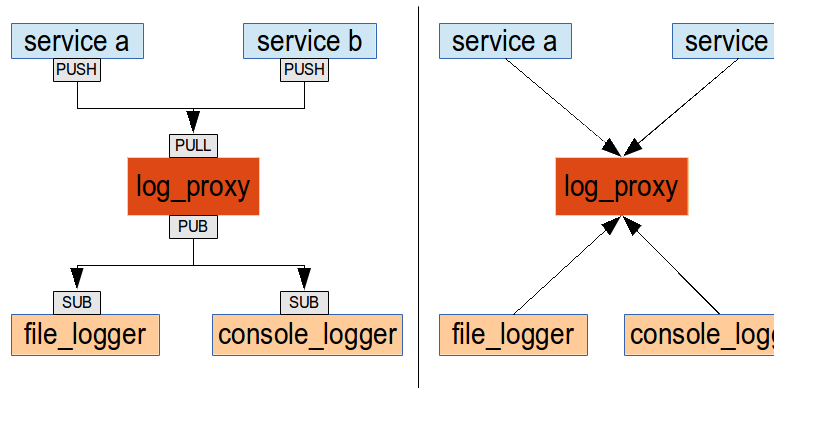 service a
service b
PUSH
PUSH
PULL
log_proxy
PUB
SUB
SUB
file_logger
console_logger
service a
service
log_proxy
file_logger
console_logg